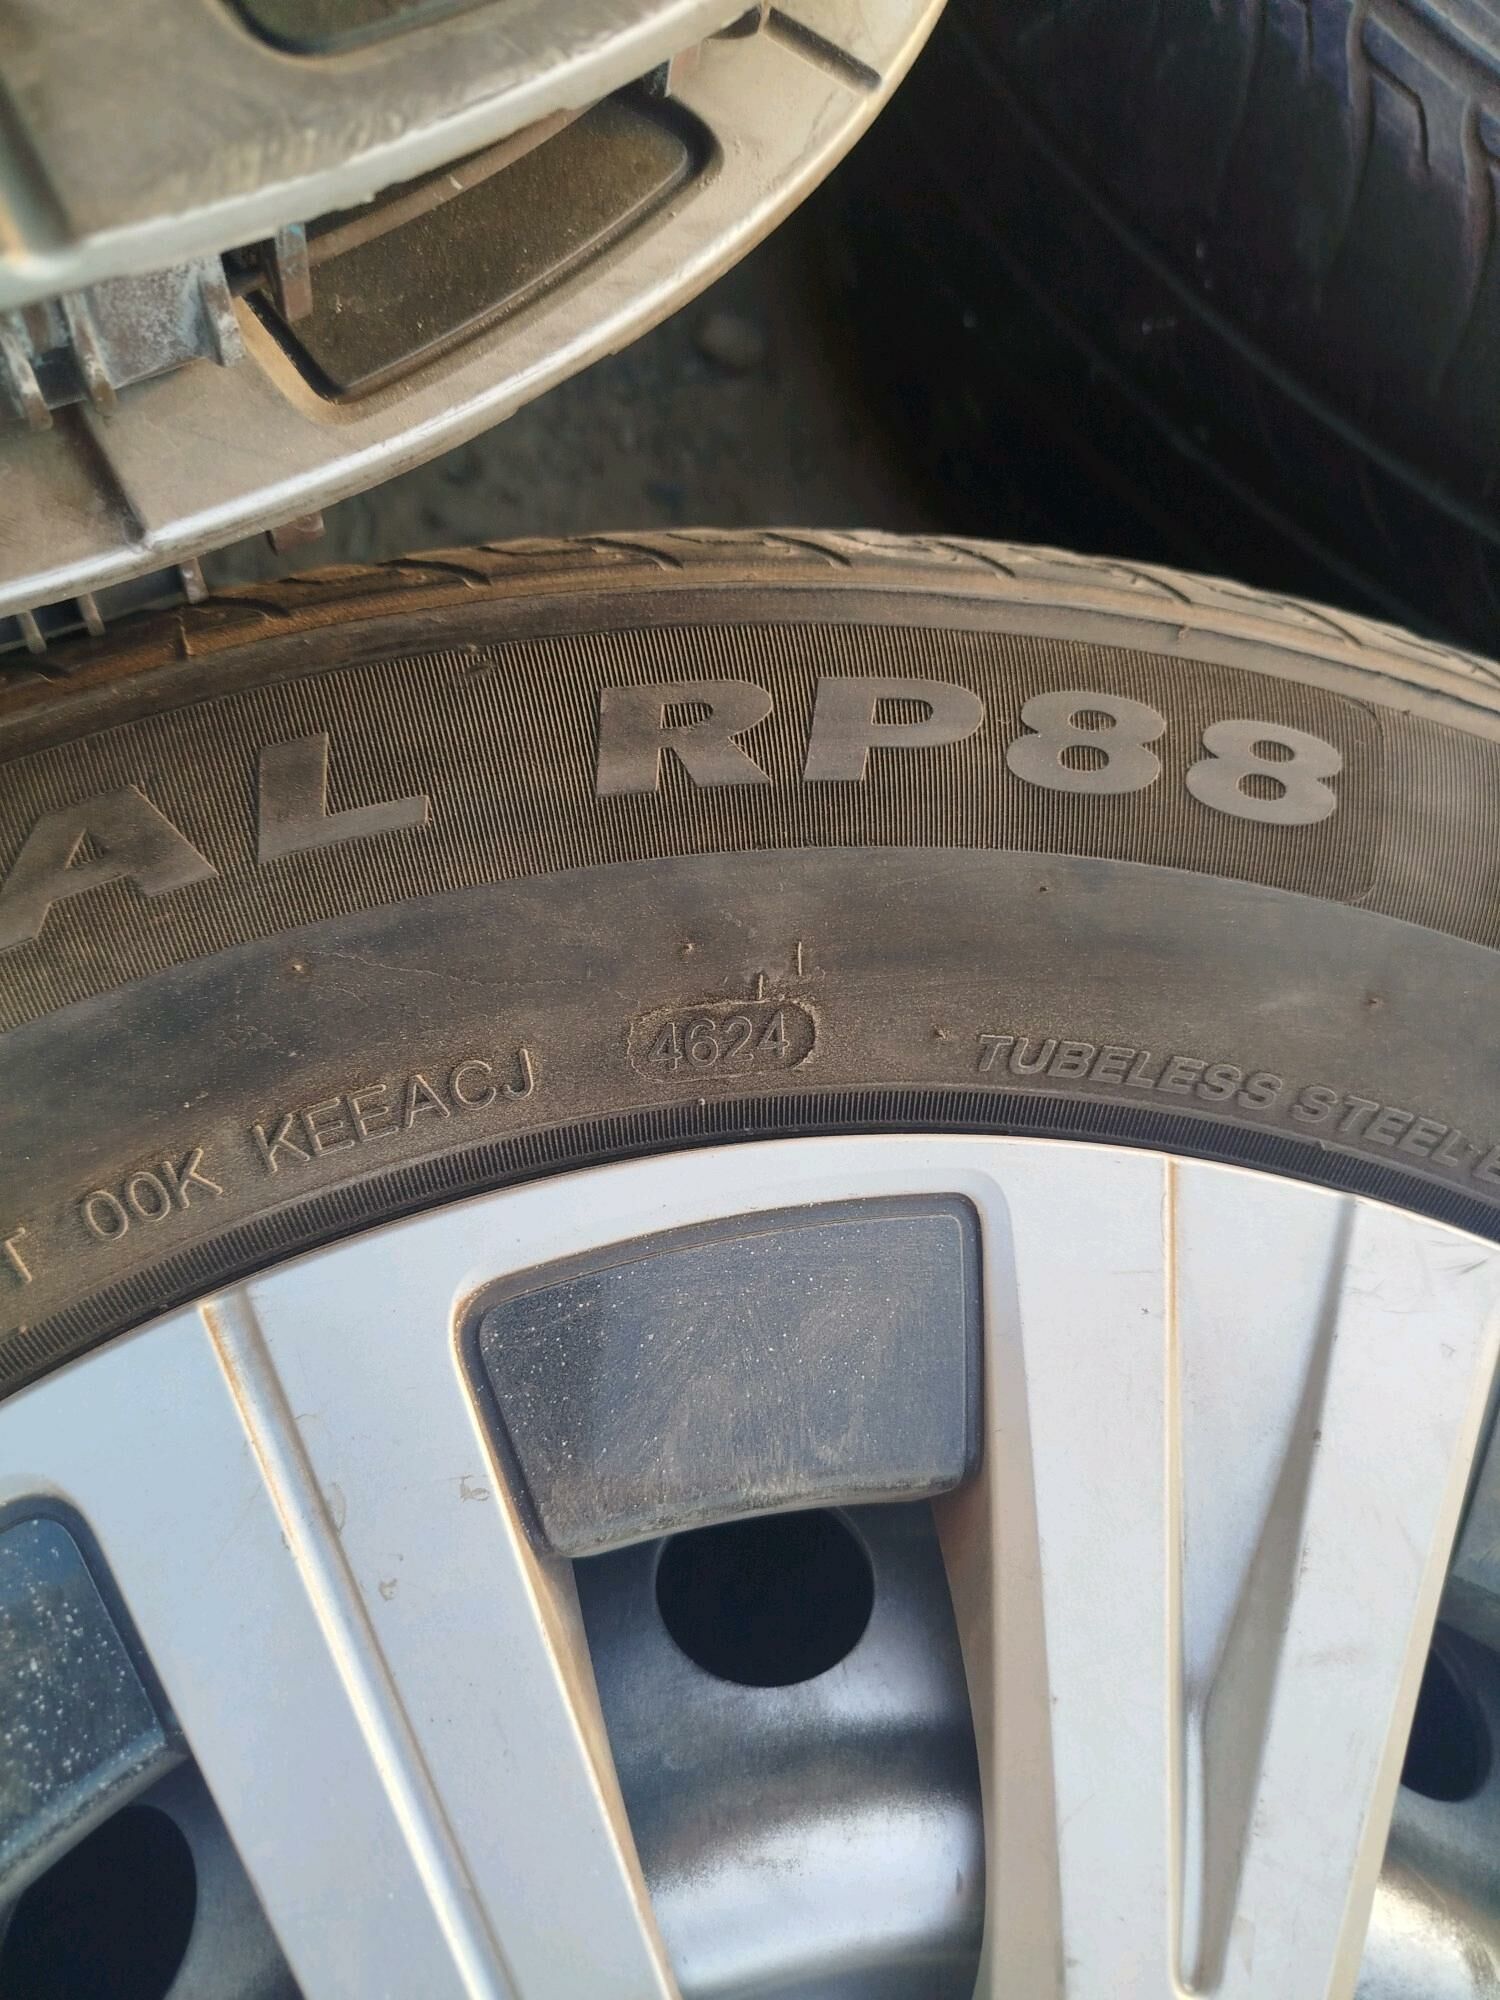 AL RP88
T 00K KEEACJ 4624 TUBELESS STEEL